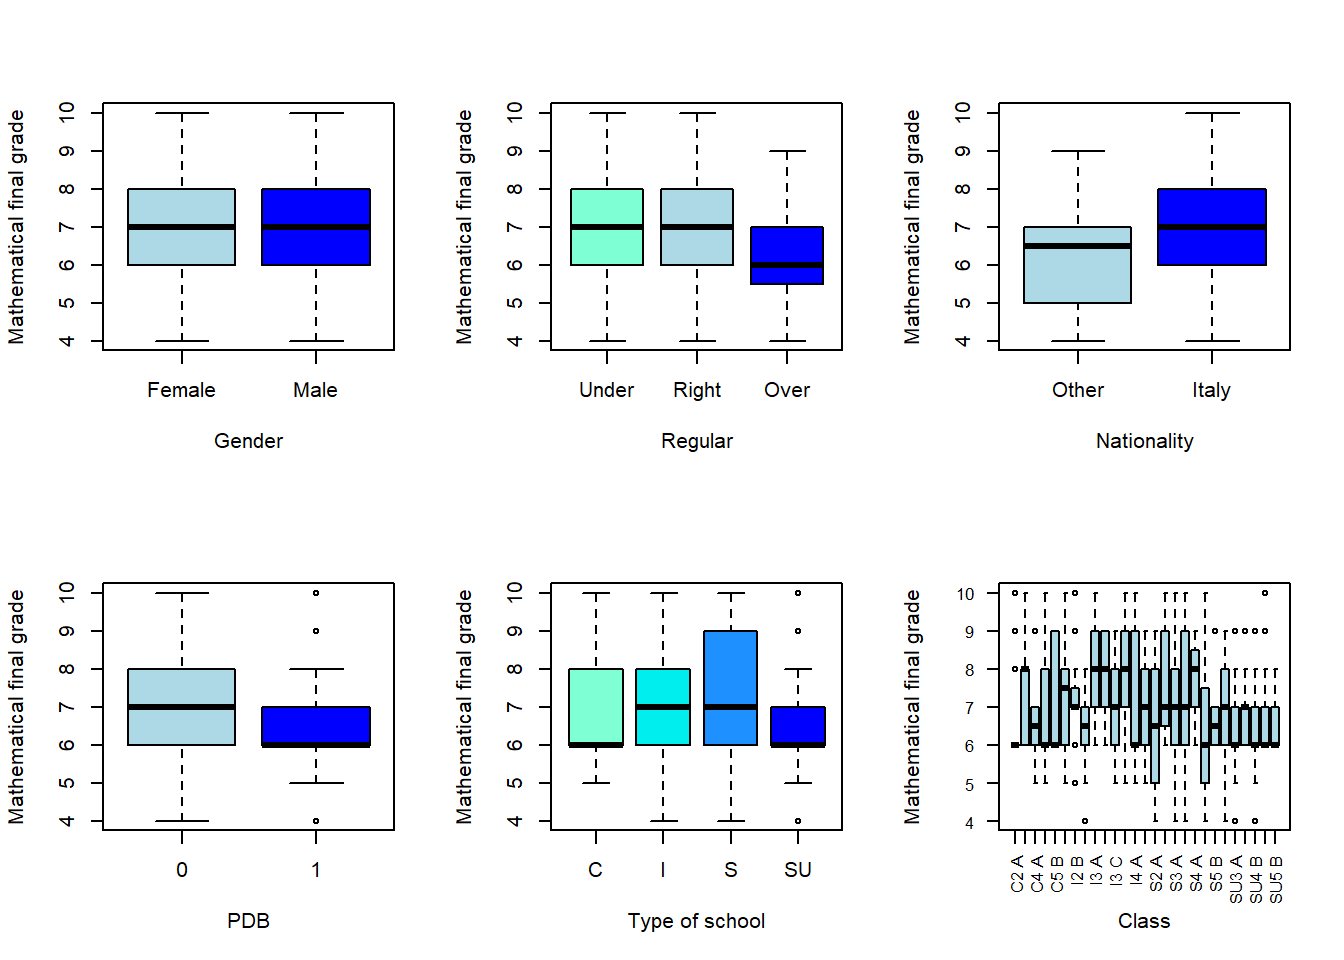 Mathematical final grade
10
9
8
7
6
5
4
Female Male
Gender
Mathematical final grade
10
9
8
7
6
5
4
Under Right Over
Regular
Mathematical final grade
10
9
8
7
6
5
4
Other Italy
Nationality
Mathematical final grade
10
9
8
7
6
5
4
0 1
PDB
Mathematical final grade
10
9
8
7
6
5
4
C I S SU
Type of school
Mathematical final grade
10
9
8
7
6
5
4
C2 A
C4 A
C5 B
I2 B
I3 A
I3 C
I4 A
S2 A
S3 A
S4 A
S5 B
SU3 A
SU4 B
SU5 B
Class